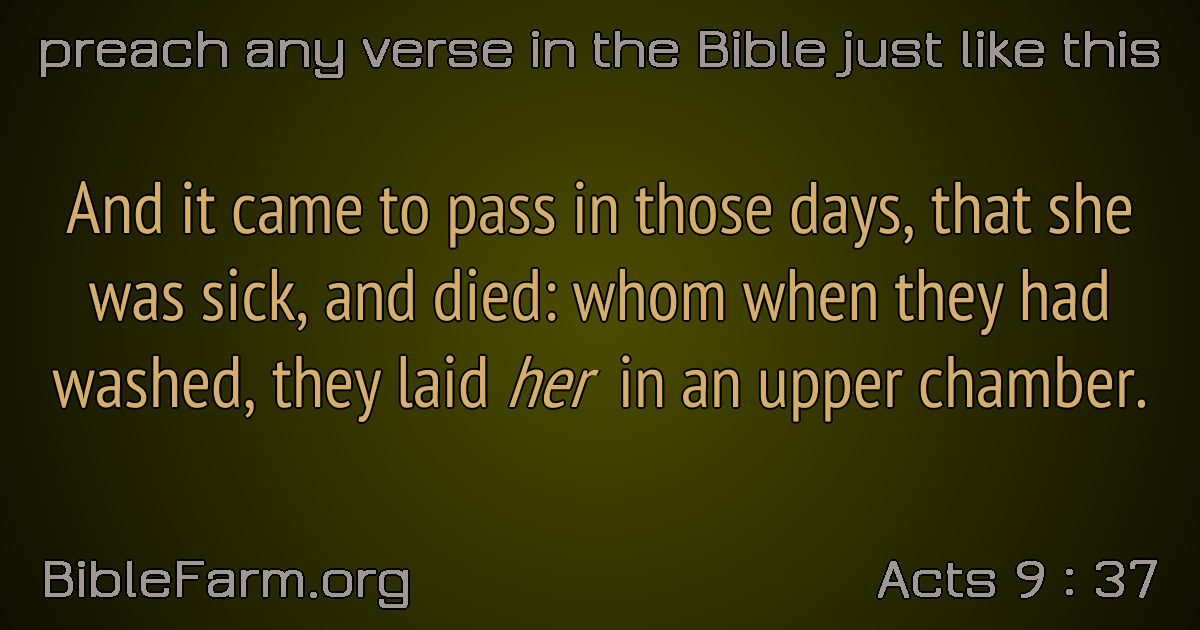 preach any verse in the Bible just like this
And it came to pass in those days, that she
was sick, and died: whom when they had
washed, they laid her in an upper chamber.
BibleFarm.org
Acts 9 : 37